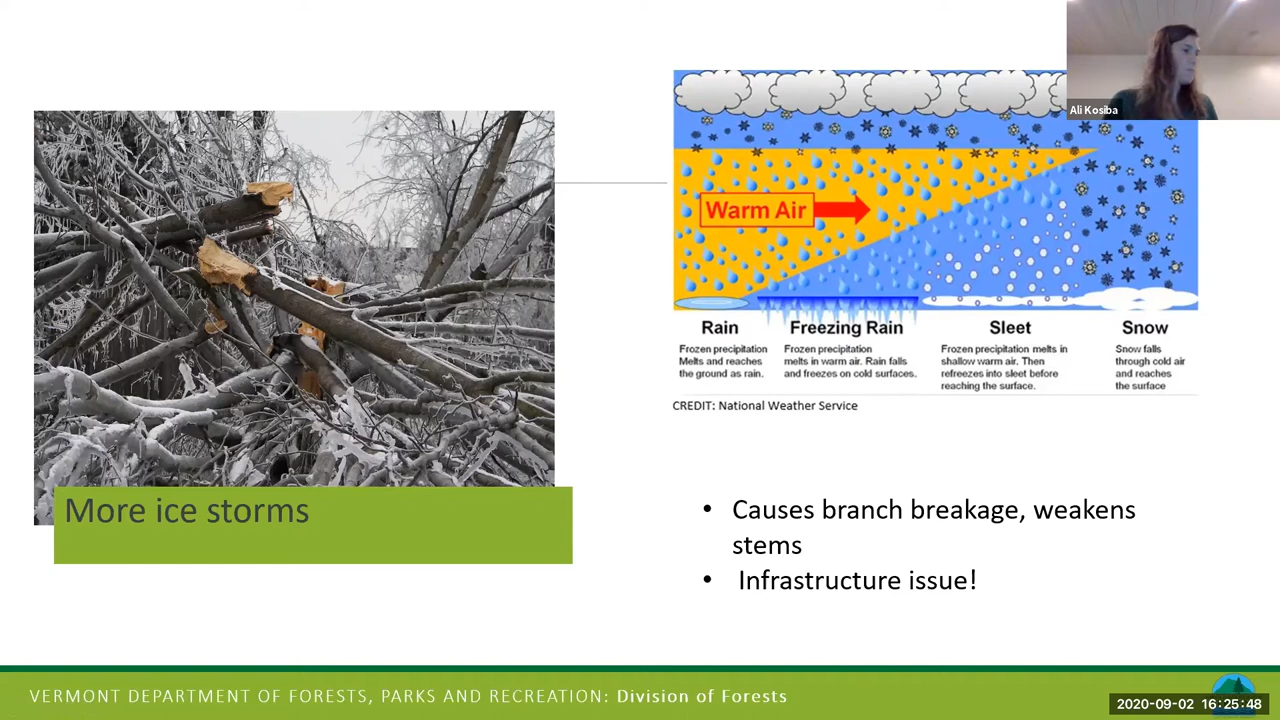 Ali Kosiba
Warm Air
Rain
Frozen precipitation
Melts and reaches
the ground as rain.
Freezing Rain
Frozen precipitation
melts in warm air. Rain falls
and freezes on cold surfaces.
Sleet
Frozen precipitation melts in
shallow warm air. Then
refreezes into sleet before
reaching the surface.
Snow
Snow falls
through cold air
and reaches
the surface
CREDIT: National Weather Service
More ice storms
• Causes branch breakage, weakens
stems
• Infrastructure issue!
VERMONT DEPARTMENT OF FORESTS, PARKS AND RECREATION: Division of Forests
2020-09-02 16:25:48